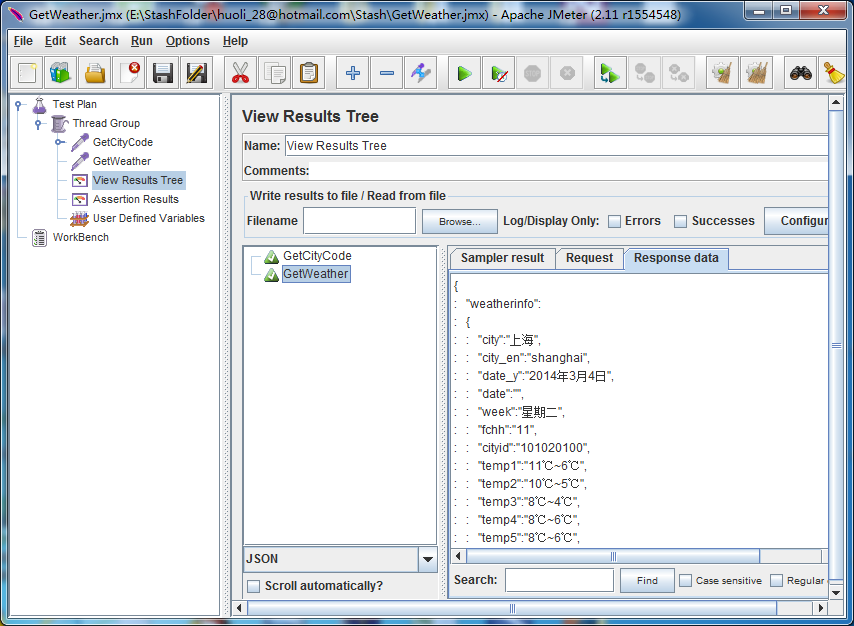 GetWeather.jmx (E:\StashFolder\huoli_28@hotmail.com\Stash\GetWeather.jmx) - Apache JMeter (2.11 r1554548)
File Edit Search Run Options Help
Test Plan
Thread Group
GetCityCode
GetWeather
View Results Tree
Assertion Results
User Defined Variables
WorkBench
View Results Tree
Name: View Results Tree
Comments:
Write results to file / Read from file
Filename Browse... Log/Display Only: Errors Successes Configur
GetCityCode
GetWeather
JSON
Scroll automatically?
Sampler result Request Response data
{
: "weatherinfo":
: {
: : "city":"上海",
: : "city_en":"shanghai",
: : "date_y":"2014年3月4日",
: : "date":"",
: : "week":"星期二",
: : "fchh":"11",
: : "cityid":"101020100",
: : "temp1":"11℃~6℃",
: : "temp2":"10℃~5℃",
: : "temp3":"8℃~4℃",
: : "temp4":"8℃~6℃",
: : "temp5":"8℃~6℃",
Search: Find Case sensitive Regular